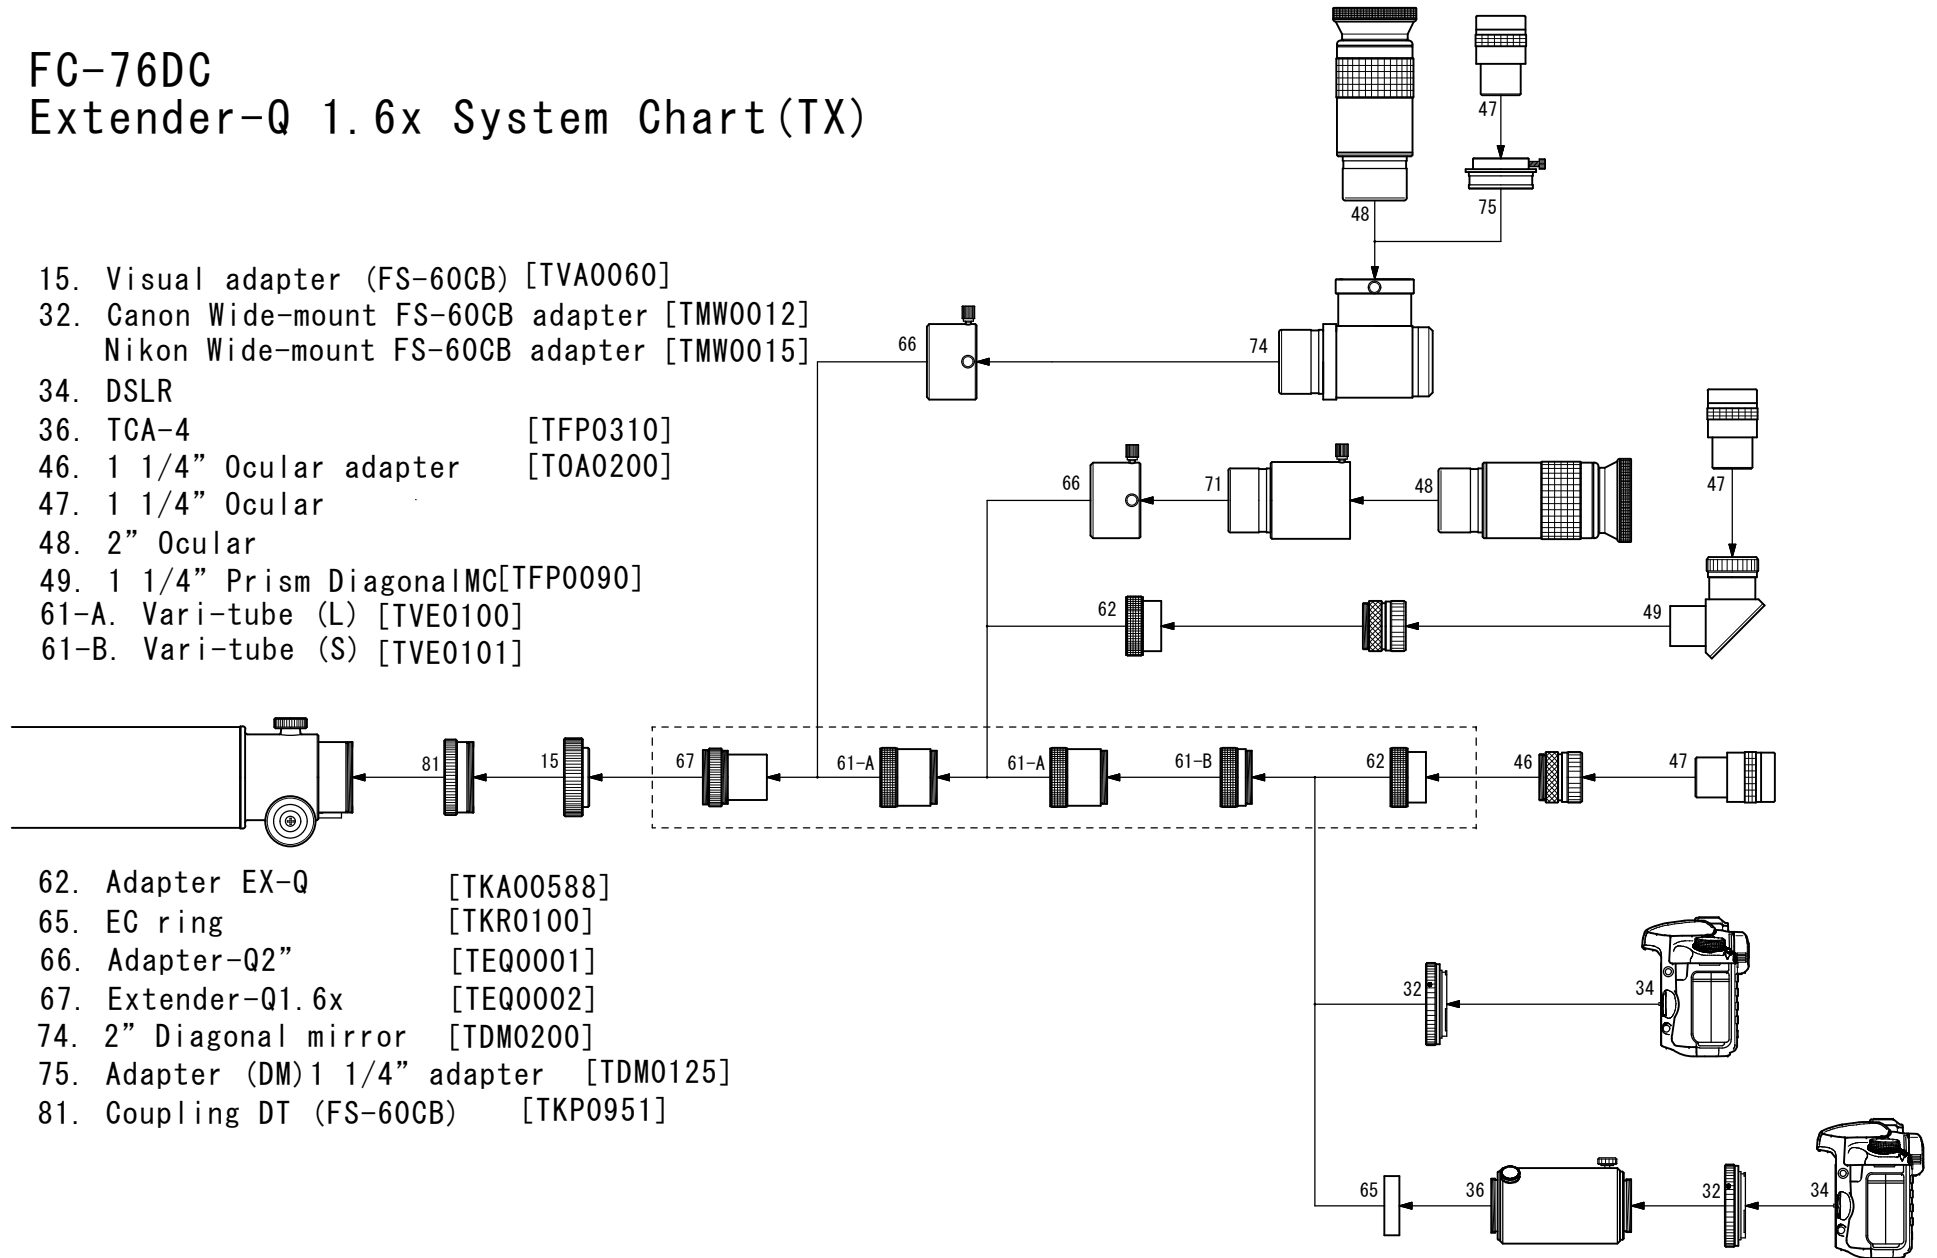 FC-76DC
Extender-Q 1.6x System Chart(TX)
47
48
75
15. Visual adapter (FS-60CB) [TVA0060]
32. Canon Wide-mount FS-60CB adapter [TMW0012]
Nikon Wide-mount FS-60CB adapter [TMW0015]
34. DSLR
36. TCA-4 [TFP0310]
46. 1 1/4” Ocular adapter [TOA0200]
47. 1 1/4” Ocular
48. 2” Ocular
49. 1 1/4” Prism DiagonalMC[TFP0090]
61-A. Vari-tube (L) [TVE0100]
61-B. Vari-tube (S) [TVE0101]
66 74
66 71 48 47
62 49
81 15 67 61-A 61-A 61-B 62 46 47
62. Adapter EX-Q [TKA00588]
65. EC ring [TKR0100]
66. Adapter-Q2” [TEQ0001]
67. Extender-Q1.6x [TEQ0002]
74. 2” Diagonal mirror [TDM0200]
75. Adapter (DM)1 1/4” adapter [TDM0125]
81. Coupling DT (FS-60CB) [TKP0951]
32 34
65 36 32 34